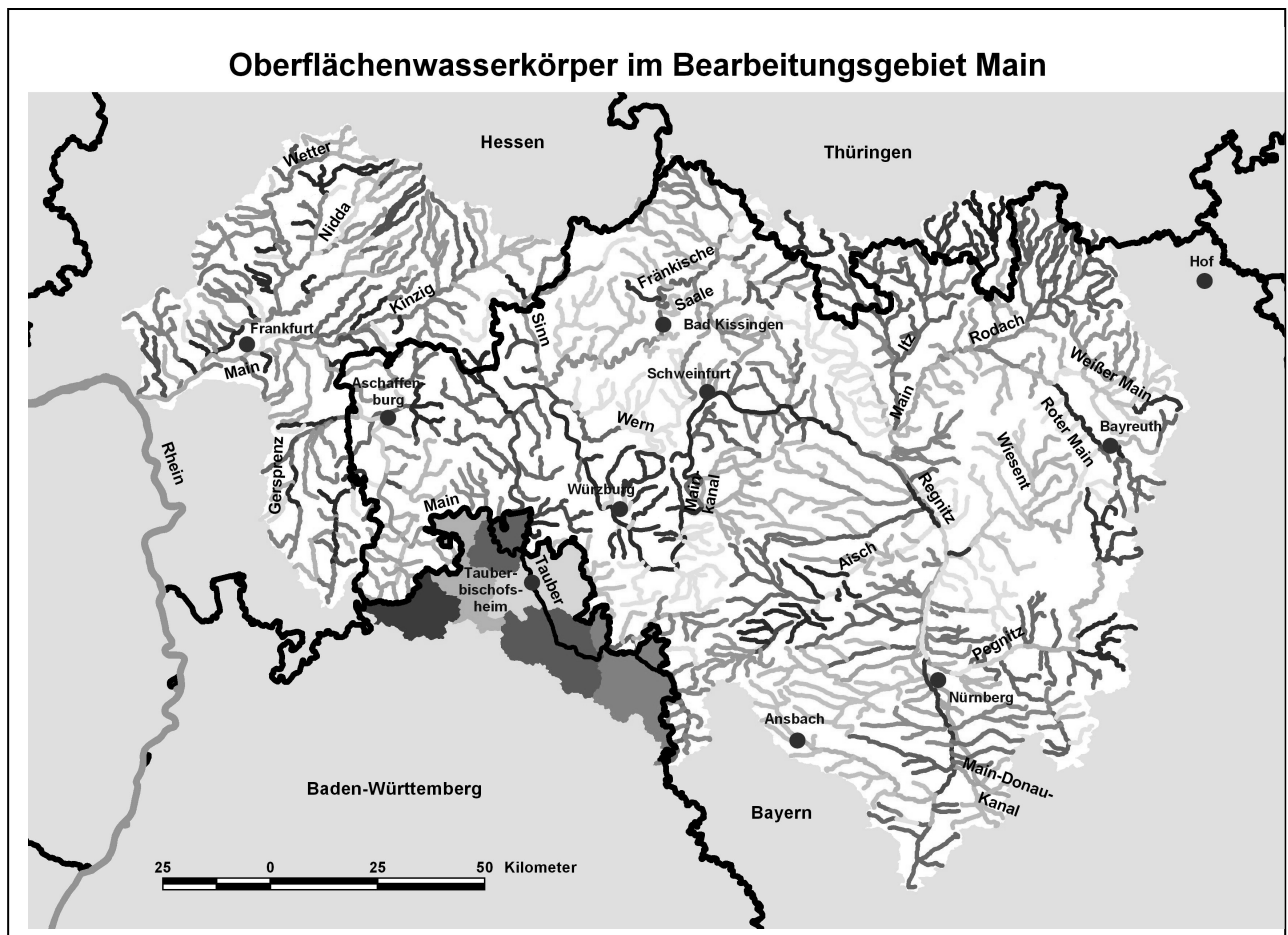 Oberflächenwasserkörper im Bearbeitungsgebiet Main
Hessen
Thüringen
Wetter
Nidda
Hof
Fränkische
Saale
Kinzig
Sinn
Bad Kissingen
Frankfurt
Main
Itz
Rodach
Weißer Main
Aschaffen-
burg
Schweinfurt
Main
Roter Main
Bayreuth
Rhein
Gersprenz
Wern
Wiesent
Main
Würzburg
Main-
kanal
Regnitz
Aisch
Tauber-
bischofs-
heim
Tauber
Pegnitz
Nürnberg
Ansbach
Main-Donau-
Kanal
Baden-Württemberg
Bayern
25 0 25 50 Kilometer